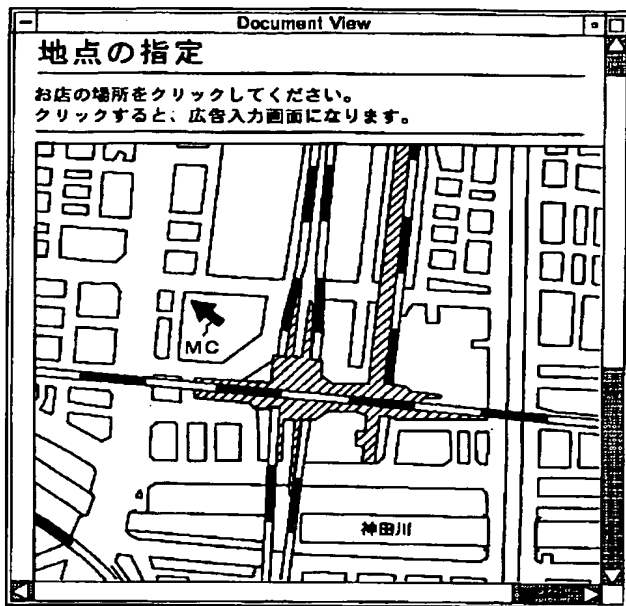 Document View
地点の指定
お店の場所をクリックしてください。
クリックすると、広告入力画面になります。
MC
神田川